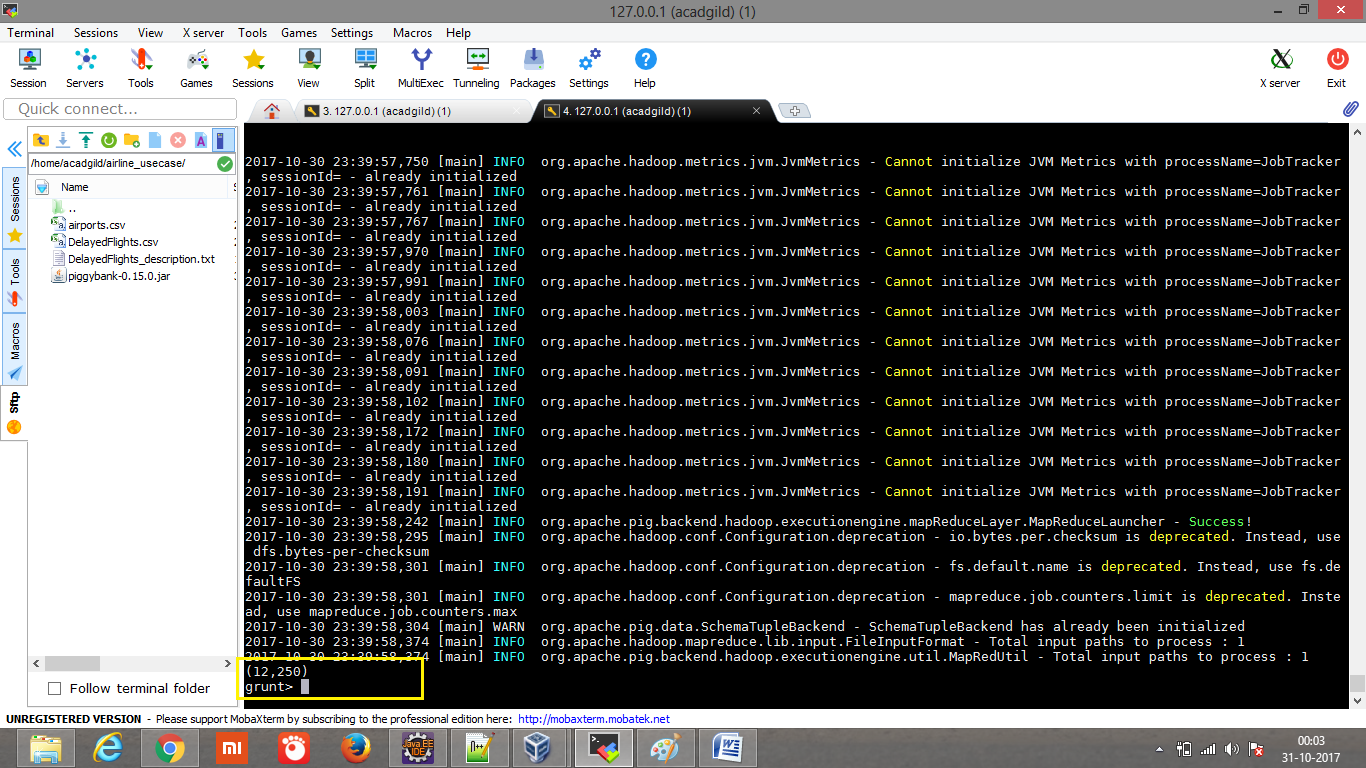 127.0.0.1 (acadgild) (1)
Terminal Sessions View X server Tools Games Settings Macros Help
Session Servers Tools Games Sessions View Split MultiExec Tunneling Packages Settings Help X server Exit
Quick connect...
3. 127.0.0.1 (acadgild) (1)
4. 127.0.0.1 (acadgild) (1)
/home/acadgild/airline_usecase/
Name S
..
airports.csv
DelayedFlights.csv
DelayedFlights_description.txt
piggybank-0.15.0.jar
Sessions
Tools
Macros
Sftp
Follow terminal folder
2017-10-30 23:39:57,750 [main] INFO org.apache.hadoop.metrics.jvm.JvmMetrics - Cannot initialize JVM Metrics with processName=JobTracker
, sessionId= - already initialized
2017-10-30 23:39:57,761 [main] INFO org.apache.hadoop.metrics.jvm.JvmMetrics - Cannot initialize JVM Metrics with processName=JobTracker
, sessionId= - already initialized
2017-10-30 23:39:57,767 [main] INFO org.apache.hadoop.metrics.jvm.JvmMetrics - Cannot initialize JVM Metrics with processName=JobTracker
, sessionId= - already initialized
2017-10-30 23:39:57,970 [main] INFO org.apache.hadoop.metrics.jvm.JvmMetrics - Cannot initialize JVM Metrics with processName=JobTracker
, sessionId= - already initialized
2017-10-30 23:39:57,991 [main] INFO org.apache.hadoop.metrics.jvm.JvmMetrics - Cannot initialize JVM Metrics with processName=JobTracker
, sessionId= - already initialized
2017-10-30 23:39:58,003 [main] INFO org.apache.hadoop.metrics.jvm.JvmMetrics - Cannot initialize JVM Metrics with processName=JobTracker
, sessionId= - already initialized
2017-10-30 23:39:58,076 [main] INFO org.apache.hadoop.metrics.jvm.JvmMetrics - Cannot initialize JVM Metrics with processName=JobTracker
, sessionId= - already initialized
2017-10-30 23:39:58,091 [main] INFO org.apache.hadoop.metrics.jvm.JvmMetrics - Cannot initialize JVM Metrics with processName=JobTracker
, sessionId= - already initialized
2017-10-30 23:39:58,102 [main] INFO org.apache.hadoop.metrics.jvm.JvmMetrics - Cannot initialize JVM Metrics with processName=JobTracker
, sessionId= - already initialized
2017-10-30 23:39:58,172 [main] INFO org.apache.hadoop.metrics.jvm.JvmMetrics - Cannot initialize JVM Metrics with processName=JobTracker
, sessionId= - already initialized
2017-10-30 23:39:58,180 [main] INFO org.apache.hadoop.metrics.jvm.JvmMetrics - Cannot initialize JVM Metrics with processName=JobTracker
, sessionId= - already initialized
2017-10-30 23:39:58,191 [main] INFO org.apache.hadoop.metrics.jvm.JvmMetrics - Cannot initialize JVM Metrics with processName=JobTracker
, sessionId= - already initialized
2017-10-30 23:39:58,242 [main] INFO org.apache.pig.backend.hadoop.executionengine.mapReduceLayer.MapReduceLauncher - Success!
2017-10-30 23:39:58,295 [main] INFO org.apache.hadoop.conf.Configuration.deprecation - io.bytes.per.checksum is deprecated. Instead, use
dfs.bytes-per-checksum
2017-10-30 23:39:58,301 [main] INFO org.apache.hadoop.conf.Configuration.deprecation - fs.default.name is deprecated. Instead, use fs.de
faultFS
2017-10-30 23:39:58,301 [main] INFO org.apache.hadoop.conf.Configuration.deprecation - mapreduce.job.counters.limit is deprecated. Inste
ad, use mapreduce.job.counters.max
2017-10-30 23:39:58,304 [main] WARN org.apache.pig.data.SchemaTupleBackend - SchemaTupleBackend has already been initialized
2017-10-30 23:39:58,374 [main] INFO org.apache.hadoop.mapreduce.lib.input.FileInputFormat - Total input paths to process : 1
2017-10-30 23:39:58,374 [main] INFO org.apache.pig.backend.hadoop.executionengine.util.MapRedUtil - Total input paths to process : 1
(12,250)
grunt>
UNREGISTERED VERSION - Please support MobaXterm by subscribing to the professional edition here: http://mobaxterm.mobatek.net
00:03
31-10-2017